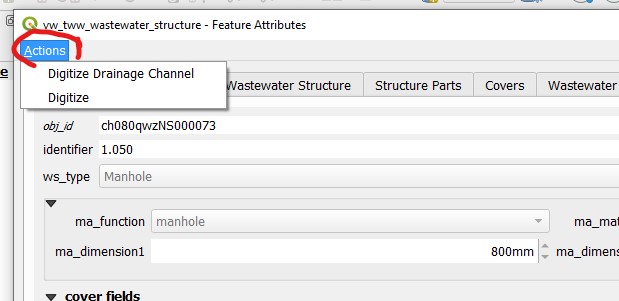 vw_tww_wastewater_structure - Feature Attributes
Actions
Digitize Drainage Channel
Digitize
Wastewater Structure Structure Parts Covers Wastewater
obj_id ch080qwzNS000073
identifier 1.050
ws_type Manhole
ma_function manhole ma_mat
ma_dimension1 800mm ma_dimens
cover fields